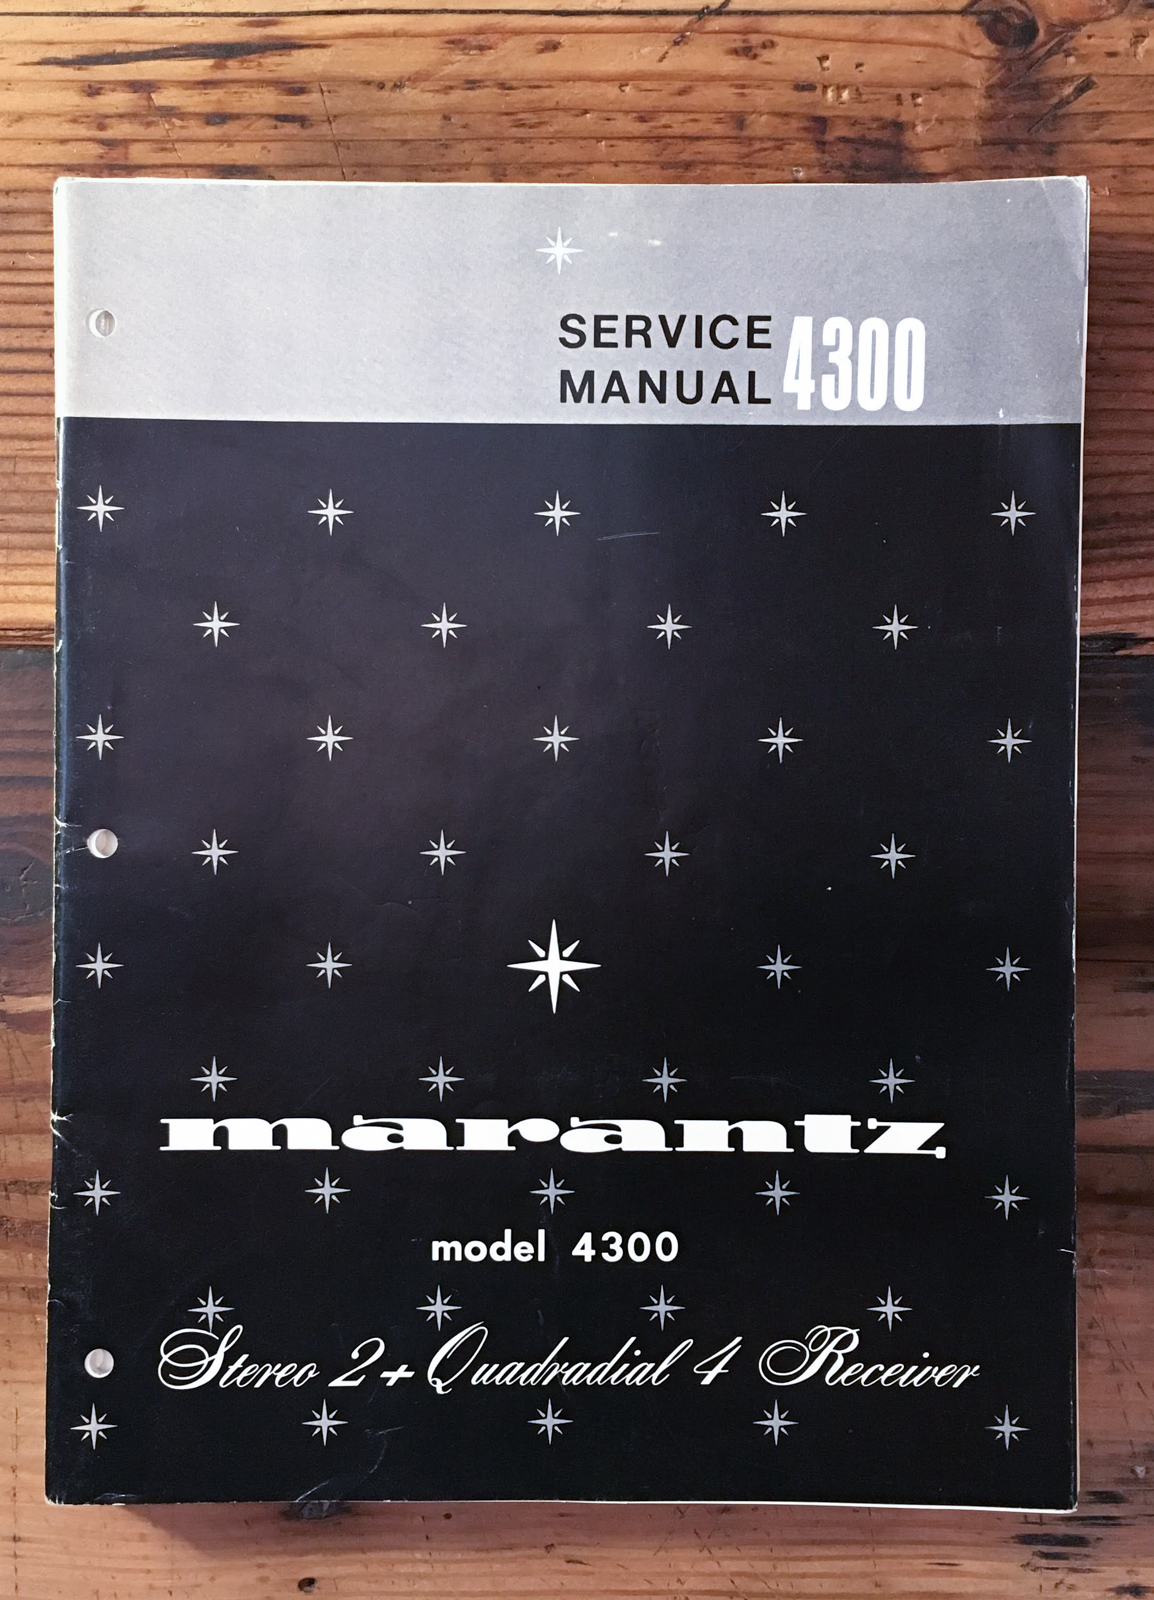 SERVICE
MANUAL 4300
marantz
model 4300
Stereo 2 + Quadradial 4 Receiver